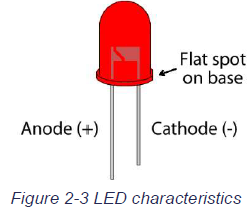 Flat spot
on base
Anode (+)
Cathode (-)
Figure 2-3 LED characteristics